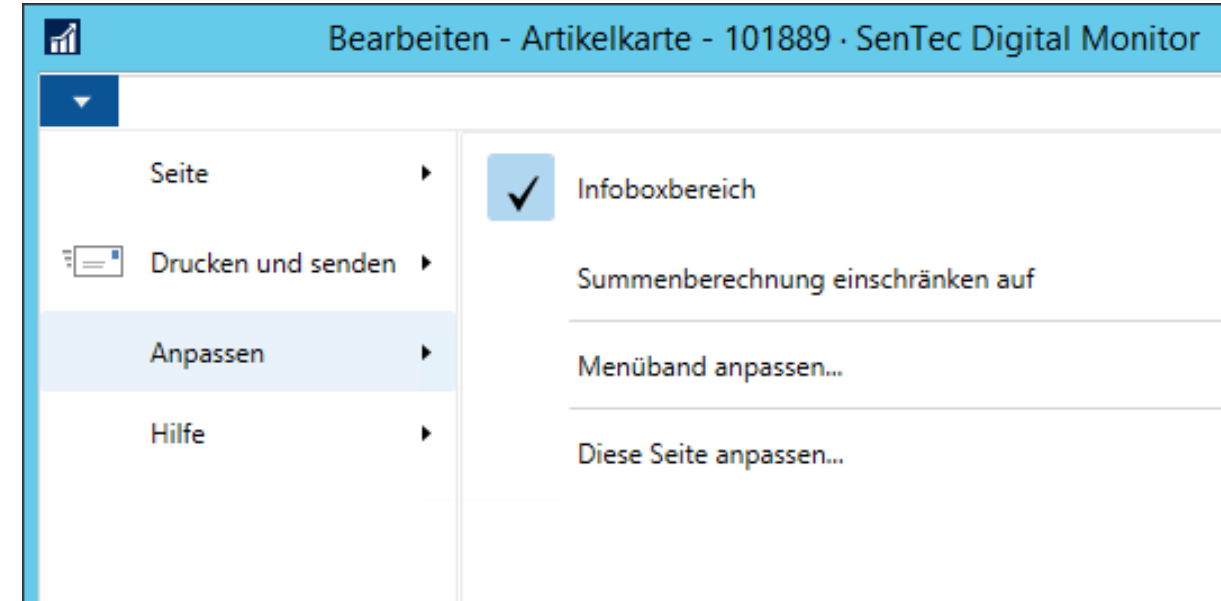 Bearbeiten - Artikelkarte - 101889 · SenTec Digital Monitor
Seite
Drucken und senden
Anpassen
Hilfe
Infoboxbereich
Summenberechnung einschränken auf
Menüband anpassen...
Diese Seite anpassen...